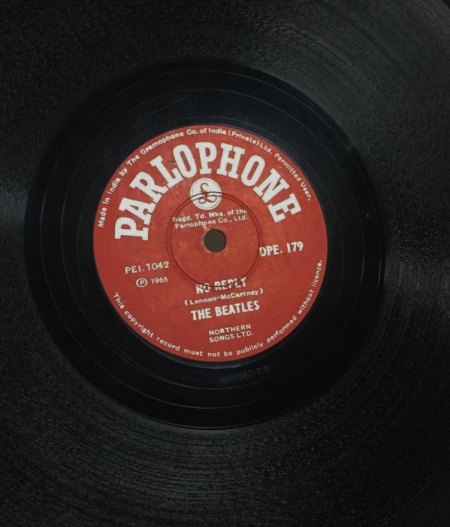 Made in India by The Gramophone Co. of India (Private) Ltd. Permitted User.
PARLOPHONE
£
Regd. Td. Mks. of the
Parlophone Co., Ltd.
PEI. 1042
DPE. 179
℗ 1965
NO REPLY
(Lennon-McCartney)
THE BEATLES
NORTHERN
SONGS LTD.
This copyright record must not be publicly performed without licence.